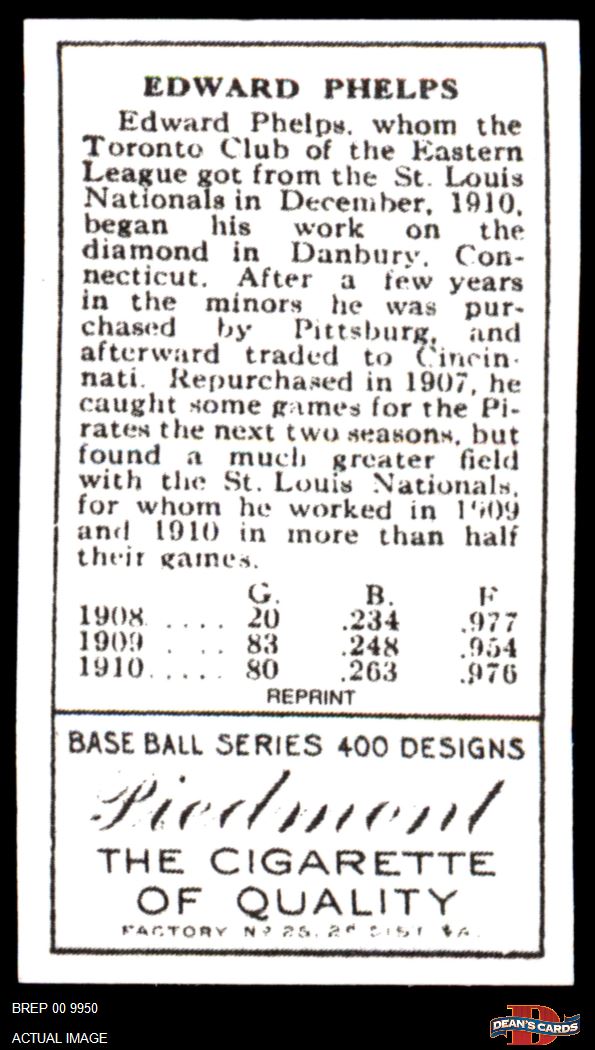 EDWARD PHELPS
Edward Phelps, whom the
Toronto Club of the Eastern
League got from the St. Louis
Nationals in December, 1910,
began his work on the
diamond in Danbury, Con-
necticut. After a few years
in the minors he was pur-
chased by Pittsburg, and
afterward traded to Cincin-
nati. Repurchased in 1907, he
caught some games for the Pi-
rates the next two seasons, but
found a much greater field
with the St. Louis Nationals,
for whom he worked in 1909
and 1910 in more than half
their games.
G. B. F
1908 .... 20 .234 .977
1909 .... 83 .248 .954
1910..... 80 .263 .976
REPRINT
BASE BALL SERIES 400 DESIGNS
Piedmont
THE CIGARETTE
OF QUALITY
FACTORY No 25, 2d DIST VA.
BREP 00 9950
ACTUAL IMAGE
D
DEAN'S CARDS